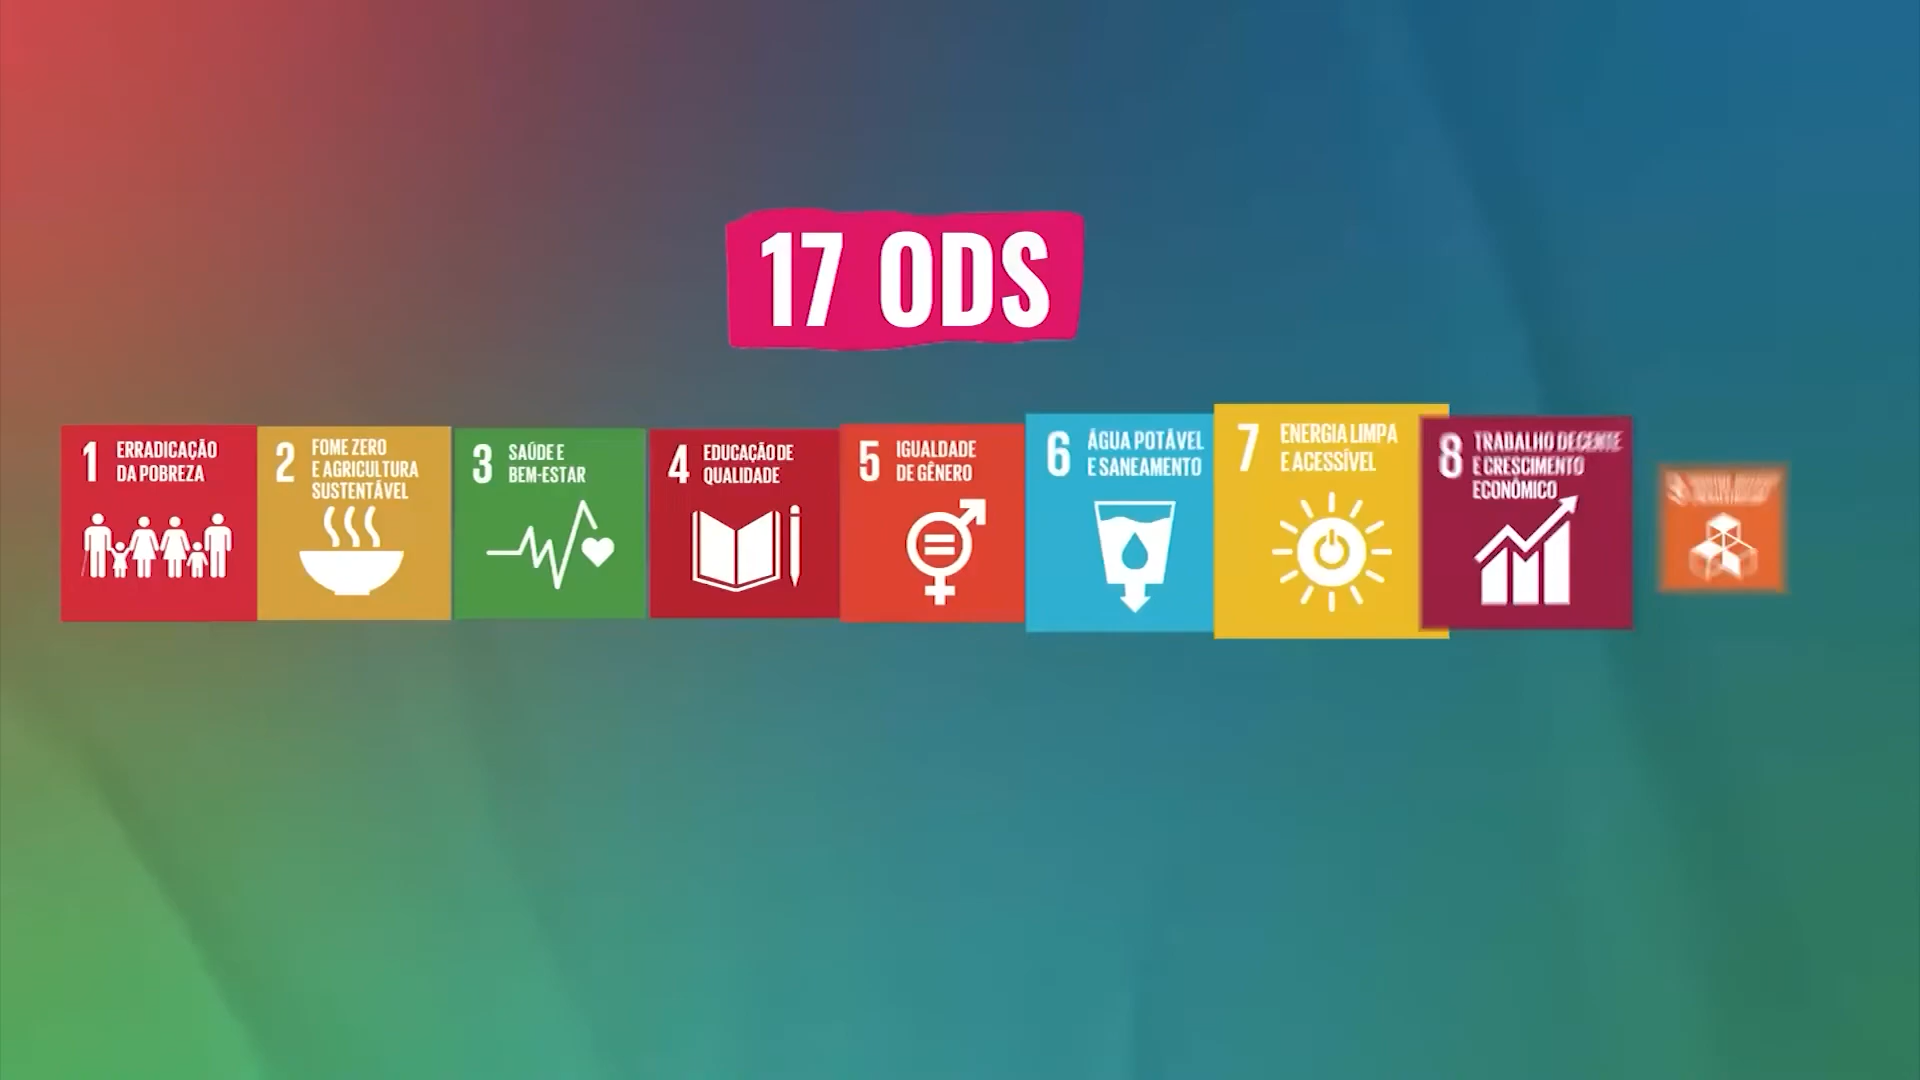 17 ODS
1 ERRADICAÇÃO
DA POBREZA
2 FOME ZERO
E AGRICULTURA
SUSTENTÁVEL
3 SAÚDE E
BEM-ESTAR
4 EDUCAÇÃO DE
QUALIDADE
5 IGUALDADE
DE GÊNERO
6 ÁGUA POTÁVEL
E SANEAMENTO
7 ENERGIA LIMPA
E ACESSÍVEL
8 TRABALHO DECENTE
E CRESCIMENTO
ECONÔMICO